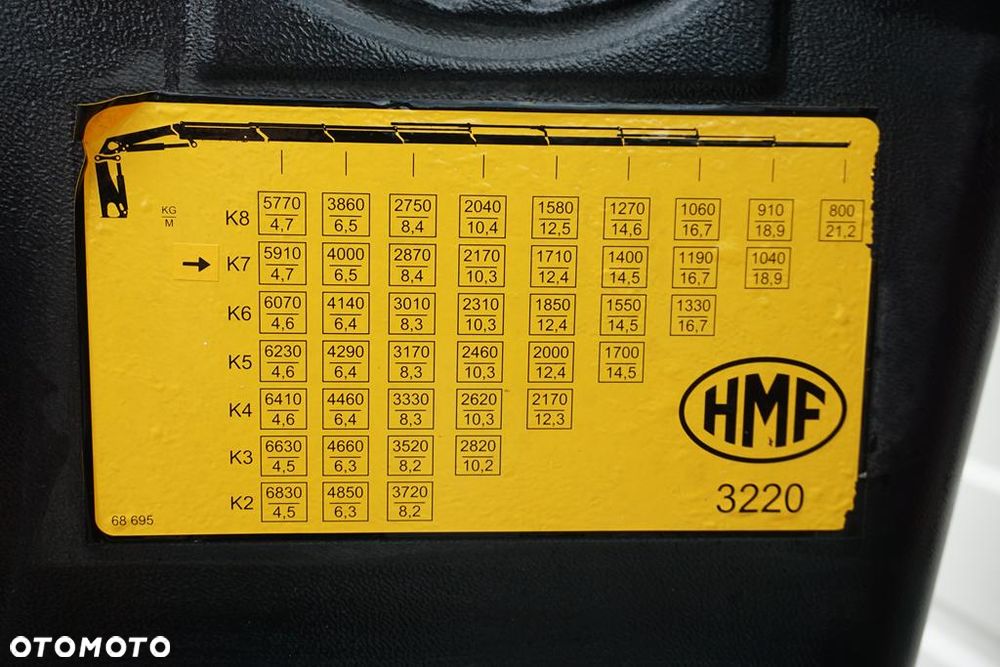 KG
M
K8 5770 3860 2750 2040 1580 1270 1060 910 800
4,7 6,5 8,4 10,4 12,5 14,6 16,7 18,9 21,2
K7 5910 4000 2870 2170 1710 1400 1190 1040
4,7 6,5 8,4 10,3 12,4 14,5 16,7 18,9
K6 6070 4140 3010 2310 1850 1550 1330
4,6 6,4 8,3 10,3 12,4 14,5 16,7
K5 6230 4290 3170 2460 2000 1700
4,6 6,4 8,3 10,3 12,4 14,5
K4 6410 4460 3330 2620 2170
4,6 6,4 8,3 10,3 12,3
K3 6630 4660 3520 2820
4,5 6,3 8,2 10,2
K2 6830 4850 3720
4,5 6,3 8,2
HMF
3220
68 695
OTOMOTO